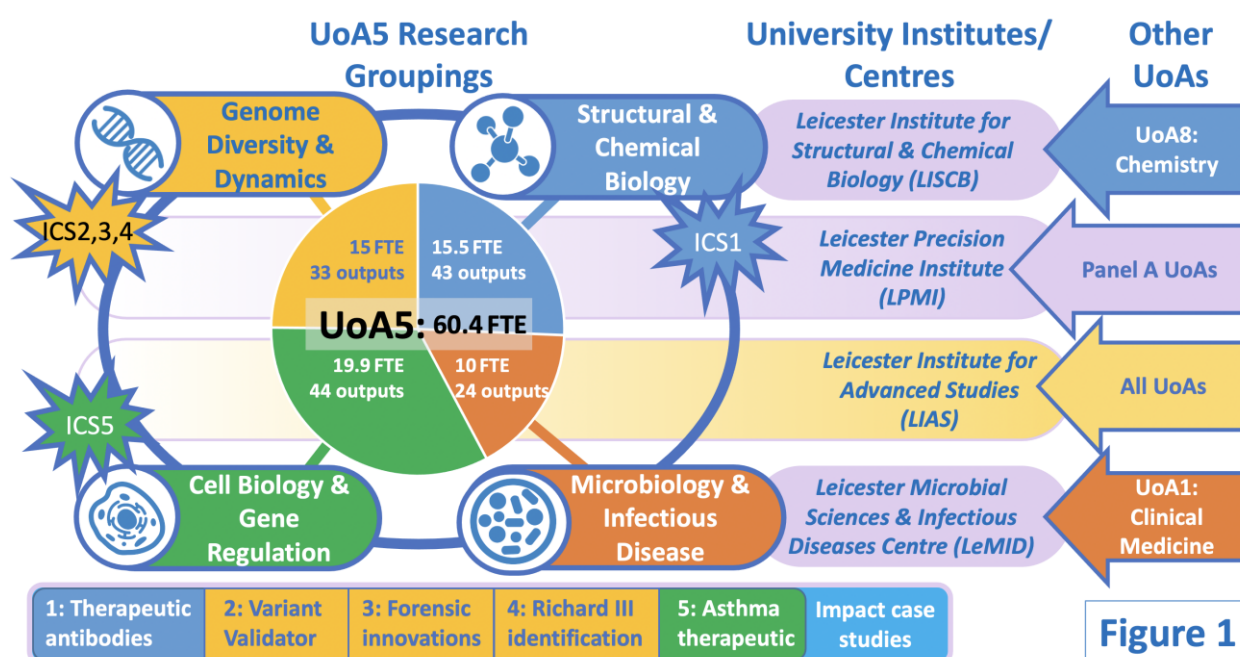 UoA5 Research
Groupings
University Institutes/
Centres
Other
UoAs
Genome
Diversity &
Dynamics
Structural &
Chemical
Biology
Leicester Institute for
Structural & Chemical
Biology (LISCB)
UoA8:
Chemistry
ICS2,3,4
ICS1
15 FTE
33 outputs
15.5 FTE
43 outputs
Leicester Precision
Medicine Institute
(LPMI)
Panel A UoAs
UoA5: 60.4 FTE
19.9 FTE
44 outputs
10 FTE
24 outputs
Leicester Institute for
Advanced Studies
(LIAS)
All UoAs
ICS5
Cell Biology &
Gene
Regulation
Microbiology &
Infectious
Disease
Leicester Microbial
Sciences & Infectious
Diseases Centre (LeMID)
UoA1:
Clinical
Medicine
1: Therapeutic
antibodies
2: Variant
Validator
3: Forensic
innovations
4: Richard III
identification
5: Asthma
therapeutic
Impact case
studies
Figure 1